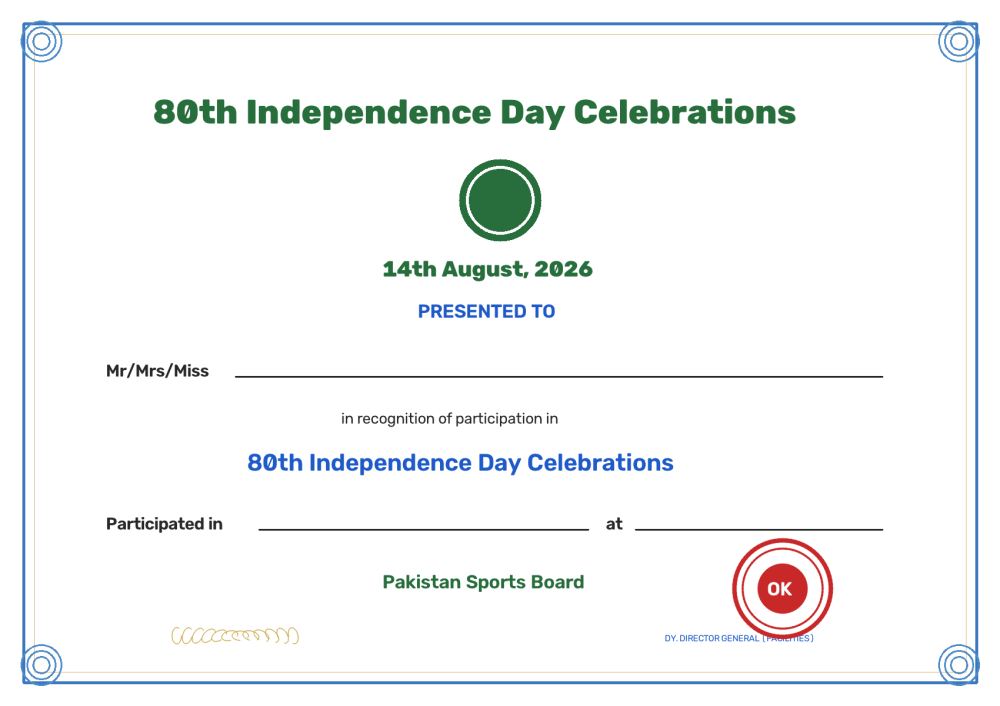 80th Independence Day Celebrations
14th August, 2026
PRESENTED TO
Mr/Mrs/Miss
in recognition of participation in
80th Independence Day Celebrations
Participated in at
Pakistan Sports Board
OK
DY. DIRECTOR GENERAL (FACILITIES)